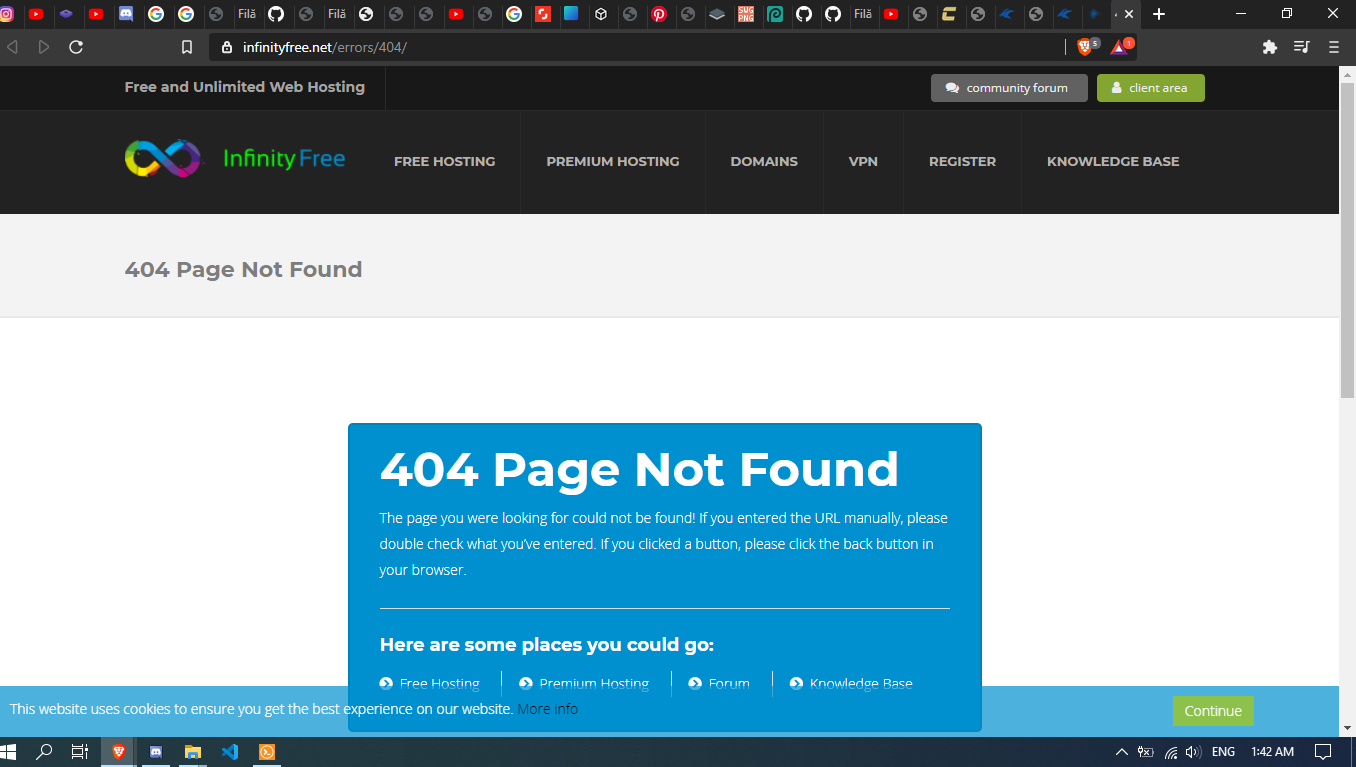 Filă
Filă
Filă
infinityfree.net/errors/404/
5
1
Free and Unlimited Web Hosting
community forum
client area
Infinity Free
FREE HOSTING
PREMIUM HOSTING
DOMAINS
VPN
REGISTER
KNOWLEDGE BASE
404 Page Not Found
404 Page Not Found
The page you were looking for could not be found! If you entered the URL manually, please
double check what you've entered. If you clicked a button, please click the back button in
your browser.
Here are some places you could go:
Free Hosting
Premium Hosting
Forum
Knowledge Base
This website uses cookies to ensure you get the best experience on our website. More info
Continue
ENG
1:42 AM